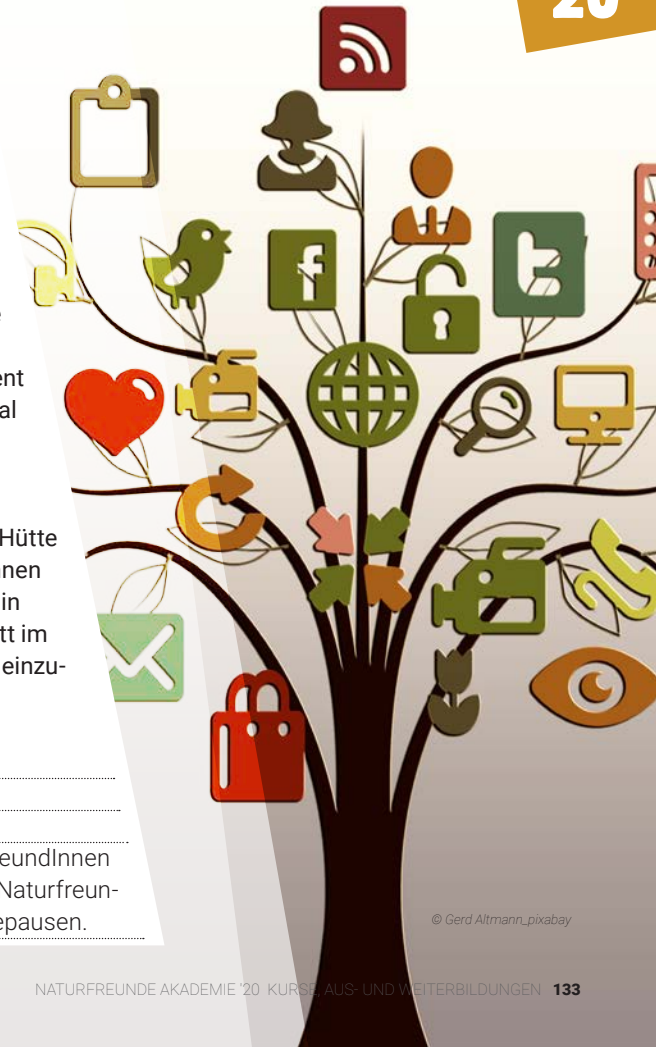 20
ent
al
Hütte
nnen
in
tt im
einzu-
eundInnen
Naturfreun-
epausen.
© Gerd Altmann_pixabay
NATURFREUNDE AKADEMIE '20 KURSE, AUS- UND WEITERBILDUNGEN 133